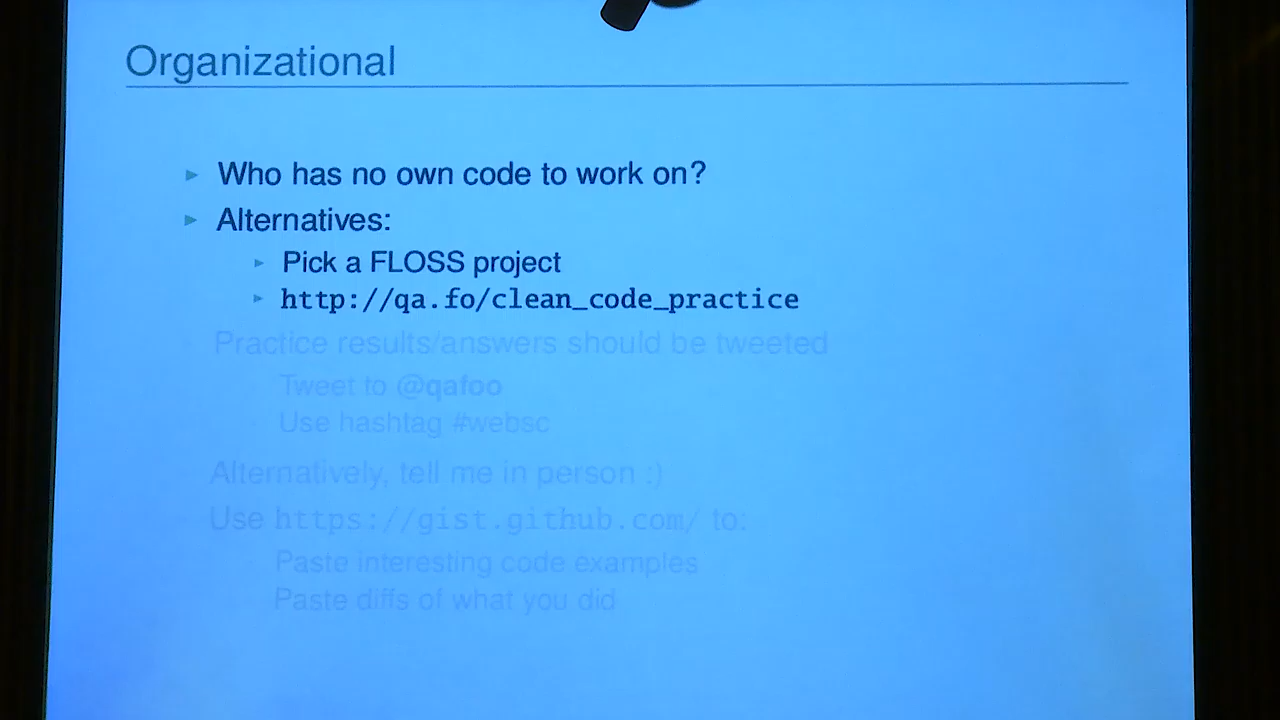 Organizational
Who has no own code to work on?
Alternatives:
Pick a FLOSS project
http://qa.fo/clean_code_practice
Practice results/answers should be tweeted
Tweet to @qafoo
Use hashtag #websc
Alternatively, tell me in person :)
Use https://gist.github.com/ to:
Paste interesting code examples
Paste diffs of what you did